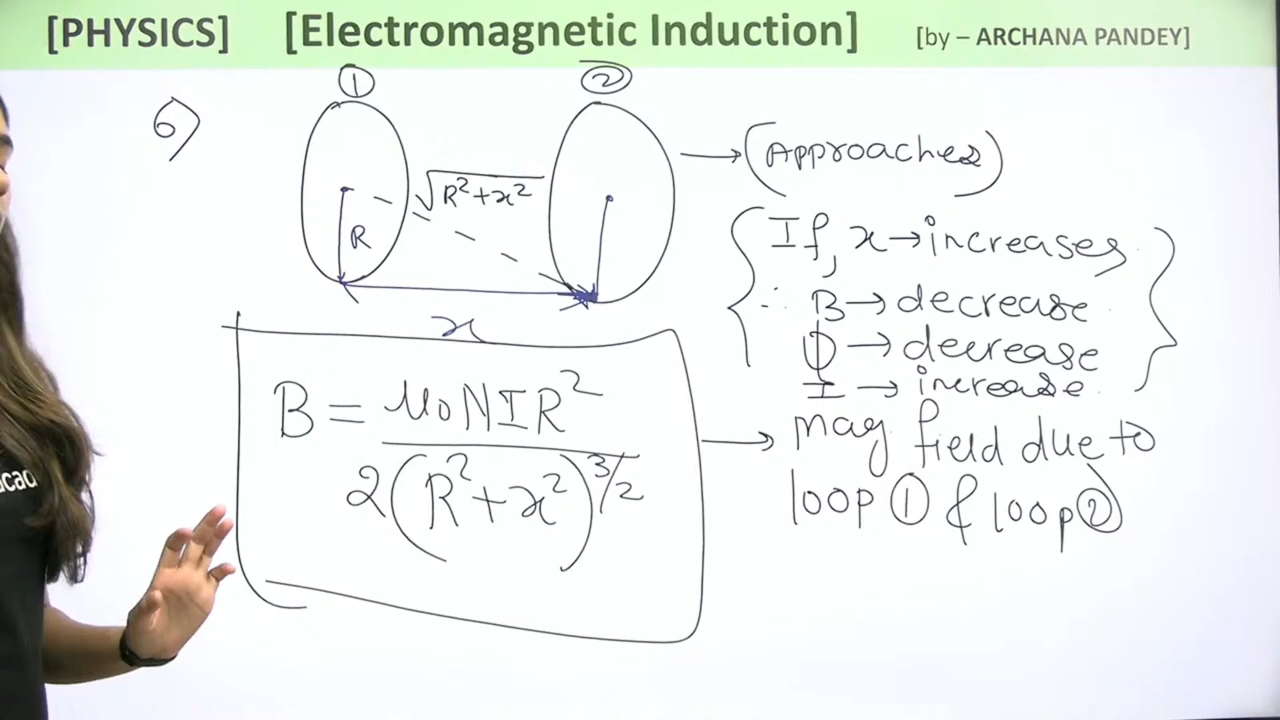 [PHYSICS] [Electromagnetic Induction] [by – ARCHANA PANDEY]
6)
① ②
→ (Approaches)
√R²+x²
R
x
If, x → increases
∴ B → decrease
Φ → decrease
I → increase
B = μ₀NIR² / 2(R²+x²)^3/2
→ mag field due to
loop ① & loop ②